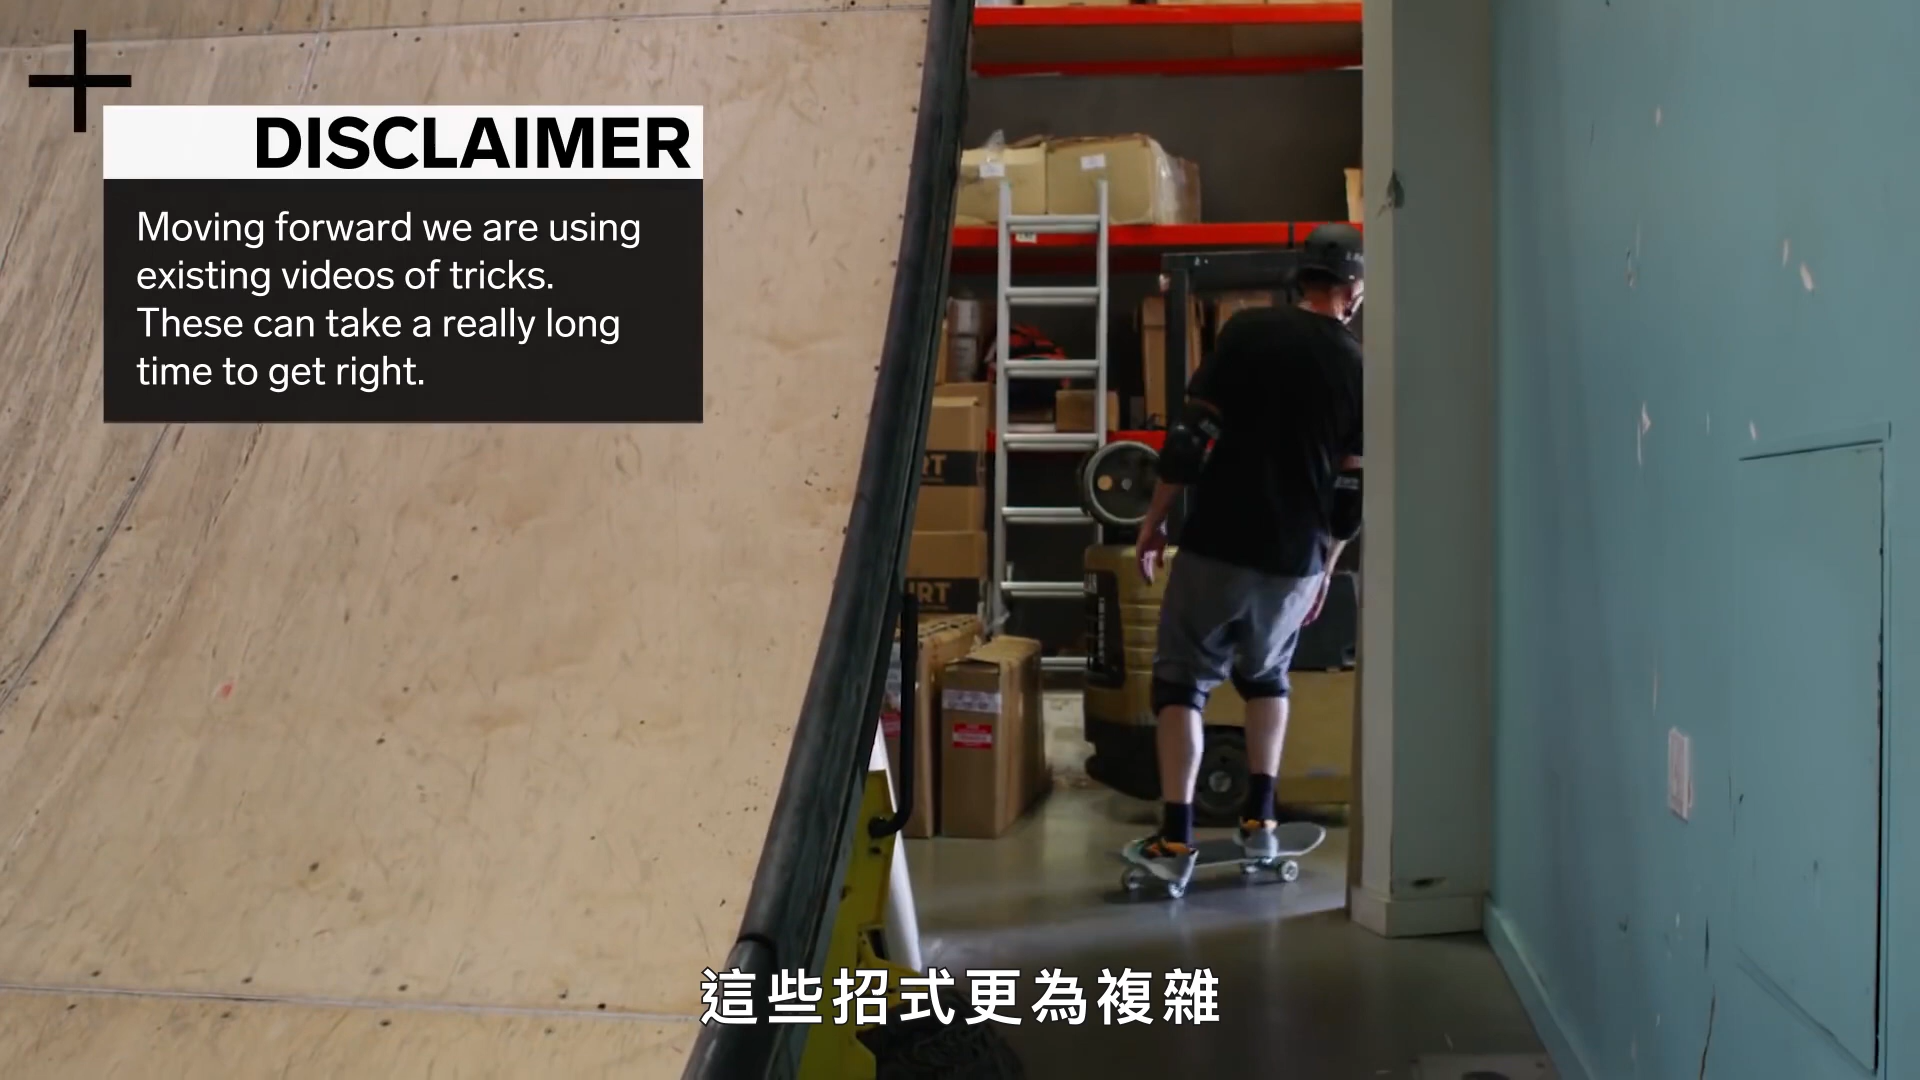 DISCLAIMER
Moving forward we are using
existing videos of tricks.
These can take a really long
time to get right.
這些招式更為複雜